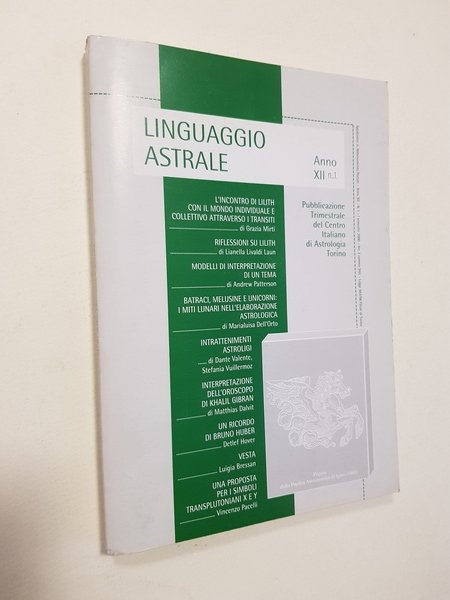 LINGUAGGIO
ASTRALE
Anno
XII n.1
L'INCONTRO DI LILITH
CON IL MONDO INDIVIDUALE E
COLLETTIVO ATTRAVERSO I TRANSITI
di Grazia Mirti
RIFLESSIONI SU LILITH
di Lianella Livaldi Laun
MODELLI DI INTERPRETAZIONE
DI UN TEMA
di Andrew Patterson
BATRACI, MELUSINE E UNICORNI:
I MITI LUNARI NELL'ELABORAZIONE
ASTROLOGICA
di Marialuisa Dell'Orto
INTRATTENIMENTI
ASTROLIGI
di Dante Valente,
Stefania Vuillermoz
INTERPRETAZIONE
DELL'OROSCOPO
DI KHALIL GIBRAN
di Matthias Dalvit
UN RICORDO
DI BRUNO HUBER
Detlef Hover
VESTA
Luigia Bressan
UNA PROPOSTA
PER I SIMBOLI
TRANSPLUTONIANI X E Y
Vincenzo Pacelli
Pubblicazione
Trimestrale
del Centro
Italiano
di Astrologia
Torino